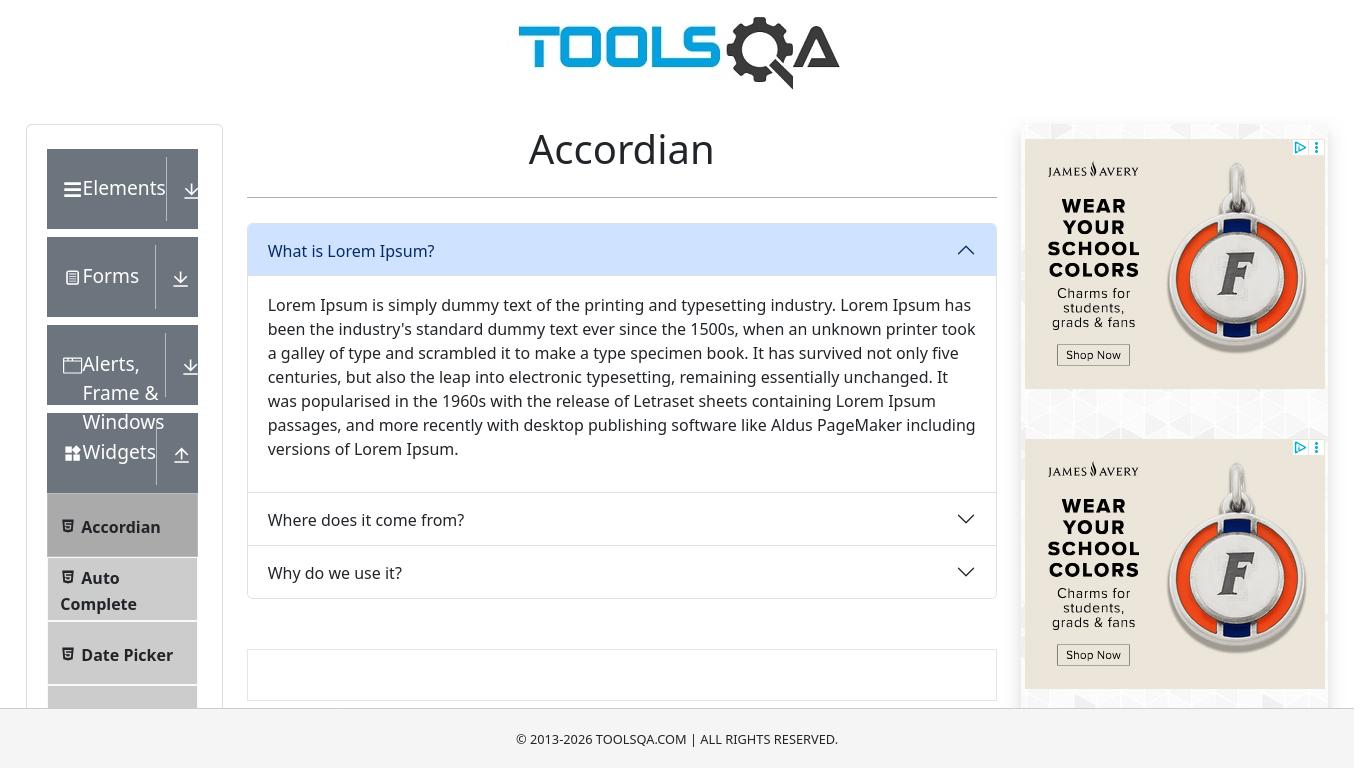 TOOLSQA
Accordian
Elements
Forms
Alerts,
Frame &
Windows
Widgets
Accordian
Auto
Complete
Date Picker
What is Lorem Ipsum?
Lorem Ipsum is simply dummy text of the printing and typesetting industry. Lorem Ipsum has
been the industry's standard dummy text ever since the 1500s, when an unknown printer took
a galley of type and scrambled it to make a type specimen book. It has survived not only five
centuries, but also the leap into electronic typesetting, remaining essentially unchanged. It
was popularised in the 1960s with the release of Letraset sheets containing Lorem Ipsum
passages, and more recently with desktop publishing software like Aldus PageMaker including
versions of Lorem Ipsum.
Where does it come from?
Why do we use it?
JAMES AVERY
WEAR
YOUR
SCHOOL
COLORS
Charms for
students,
grads & fans
Shop Now
F
JAMES AVERY
WEAR
YOUR
SCHOOL
COLORS
Charms for
students,
grads & fans
Shop Now
F
© 2013-2026 TOOLSQA.COM | ALL RIGHTS RESERVED.